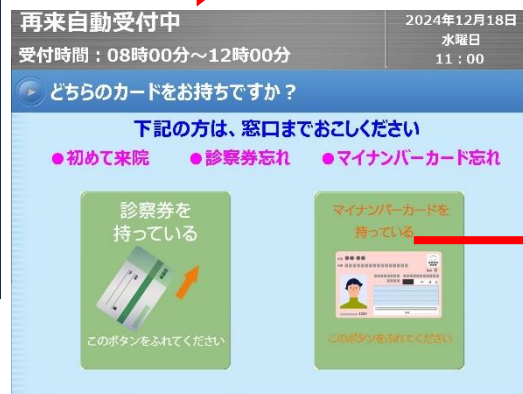 再来自動受付中
2024年12月18日
水曜日
11：00
受付時間：08時00分～12時00分
どちらのカードをお持ちですか？
下記の方は、窓口までおこしください
●初めて来院 ●診察券忘れ ●マイナンバーカード忘れ
診察券を
持っている
このボタンをふれてください
マイナンバーカードを
持っている
このボタンをふれてください